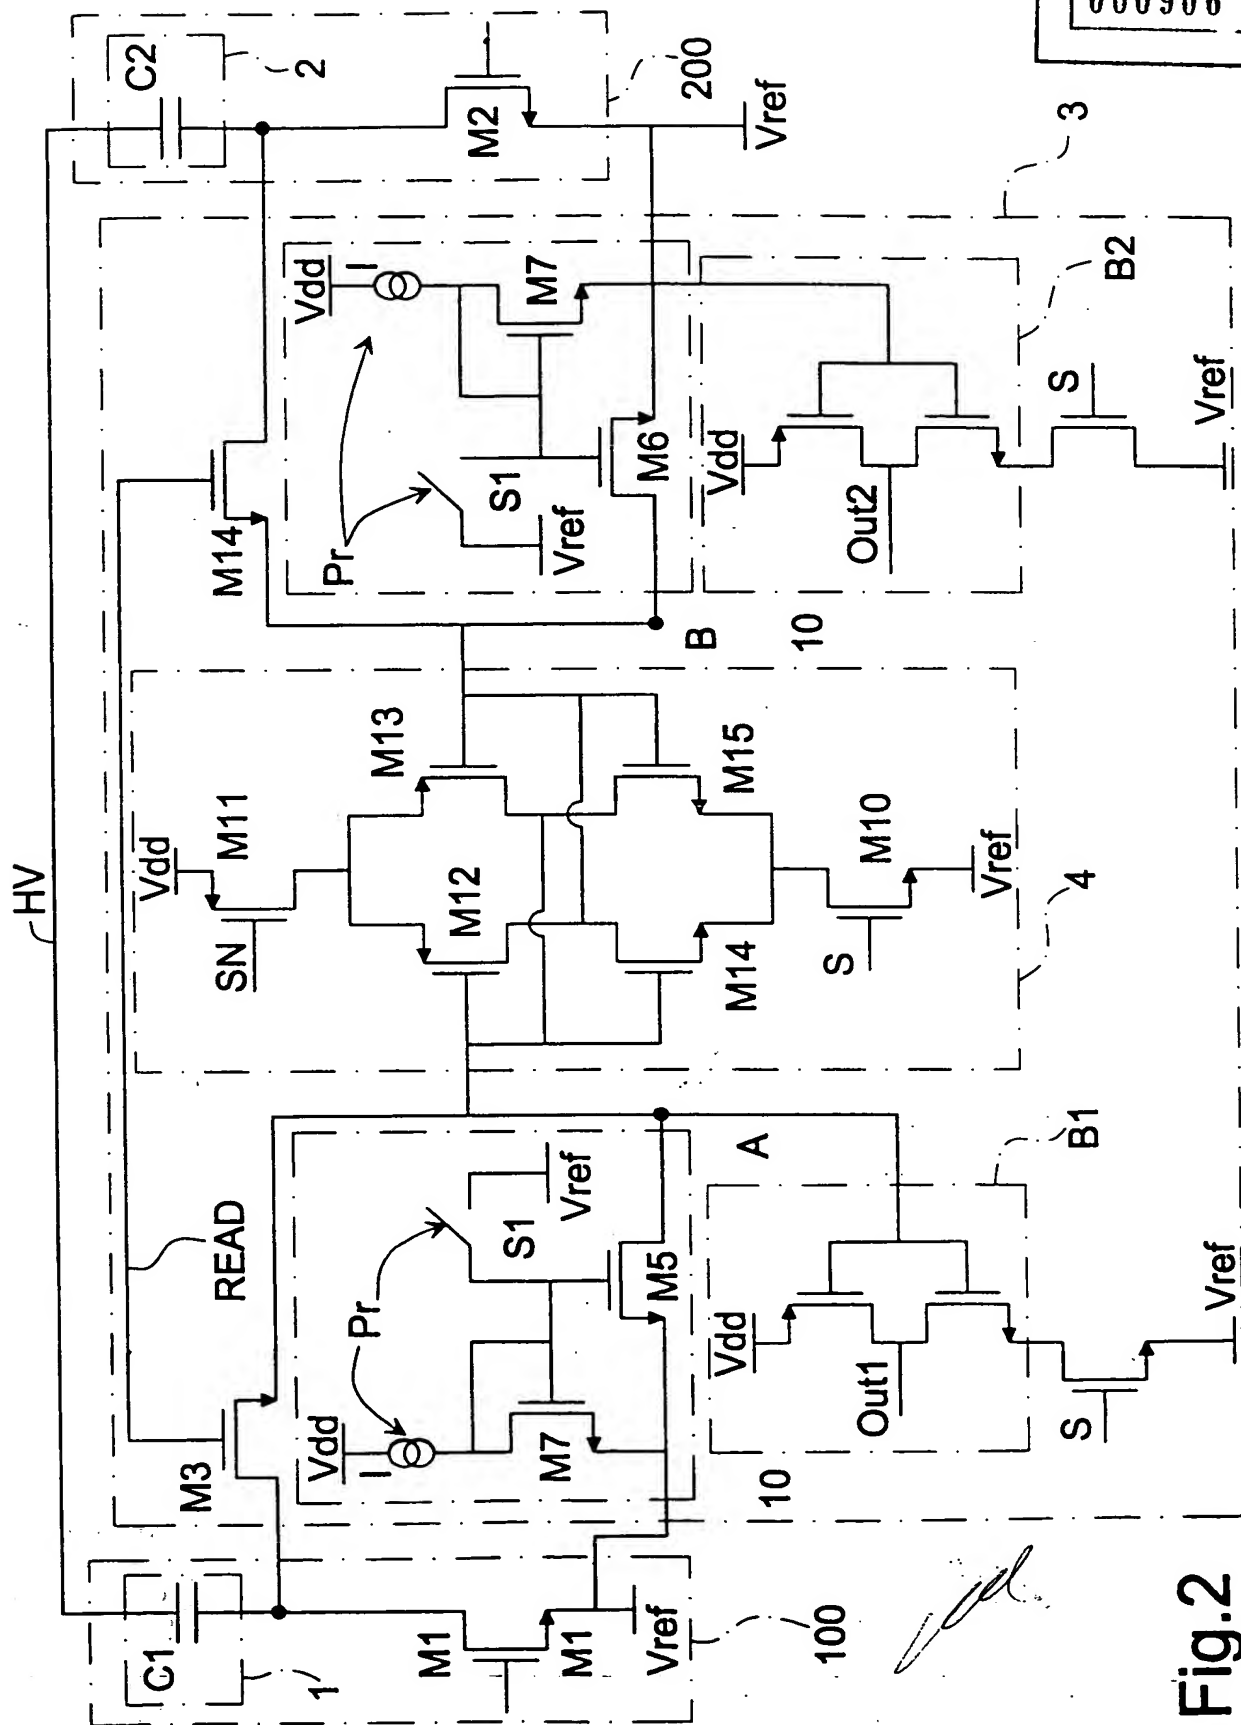 000906
HV
READ
C1
1
M1
M1
Vref
100
M3
Vdd
I
Pr
M7
S1
Vref
M5
10
A
Vdd
Out1
B1
S
Vref
Vdd
M11
SN
M12
M13
M14
M15
S
M10
Vref
4
B
M14
Vdd
I
Pr
M7
S1
Vref
M6
10
Vdd
Out2
B2
S
Vref
3
C2
2
M2
200
Vref
Fig.2